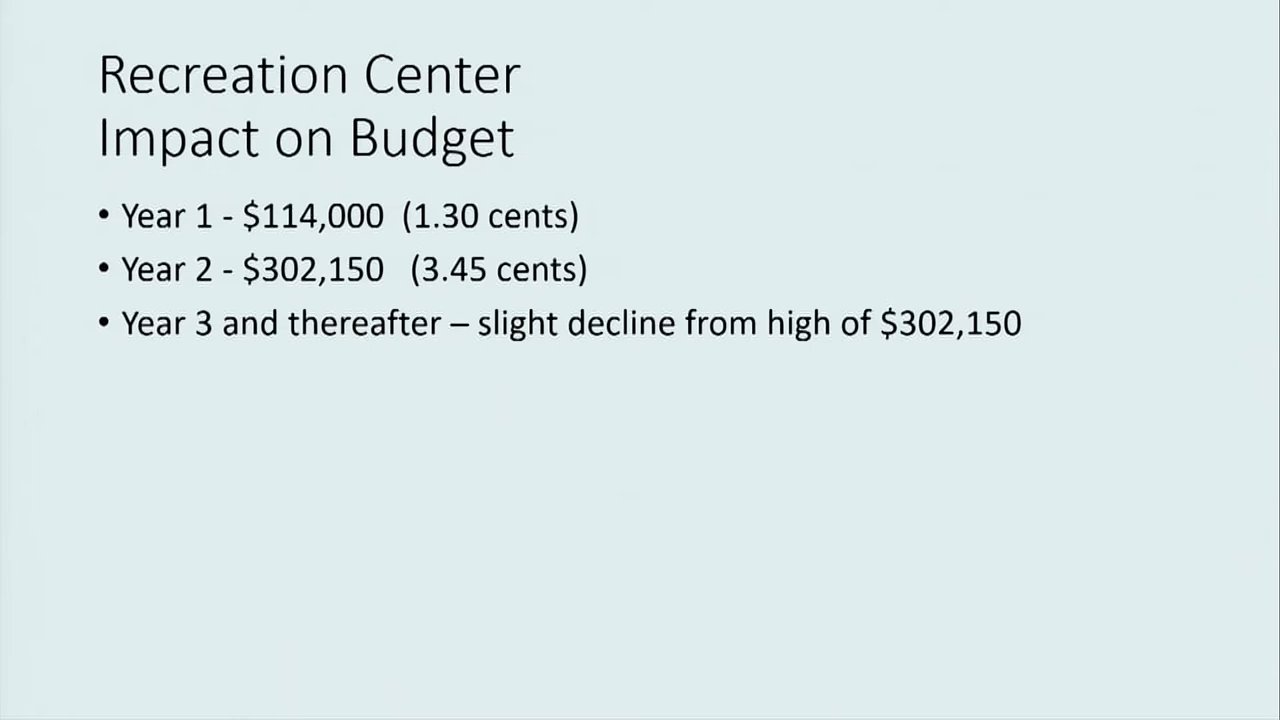 Recreation Center
Impact on Budget
• Year 1 - $114,000  (1.30 cents)
• Year 2 - $302,150   (3.45 cents)
• Year 3 and thereafter – slight decline from high of $302,150